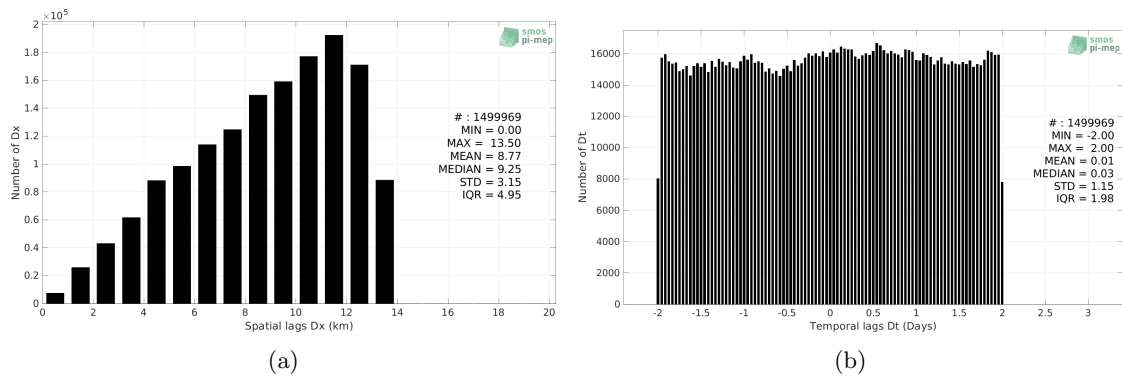 ×10⁵
2
1.8
1.6
1.4
1.2
1
0.8
0.6
0.4
0.2
0
Number of Dx
smos
pi-mep
# : 1499969
MIN = 0.00
MAX = 13.50
MEAN = 8.77
MEDIAN = 9.25
STD = 3.15
IQR = 4.95
0 2 4 6 8 10 12 14 16 18 20
Spatial lags Dx (km)
(a)
16000
14000
12000
10000
8000
6000
4000
2000
0
Number of Dt
smos
pi-mep
# : 1499969
MIN = -2.00
MAX = 2.00
MEAN = 0.01
MEDIAN = 0.03
STD = 1.15
IQR = 1.98
-2 -1.5 -1 -0.5 0 0.5 1 1.5 2 2.5 3
Temporal lags Dt (Days)
(b)